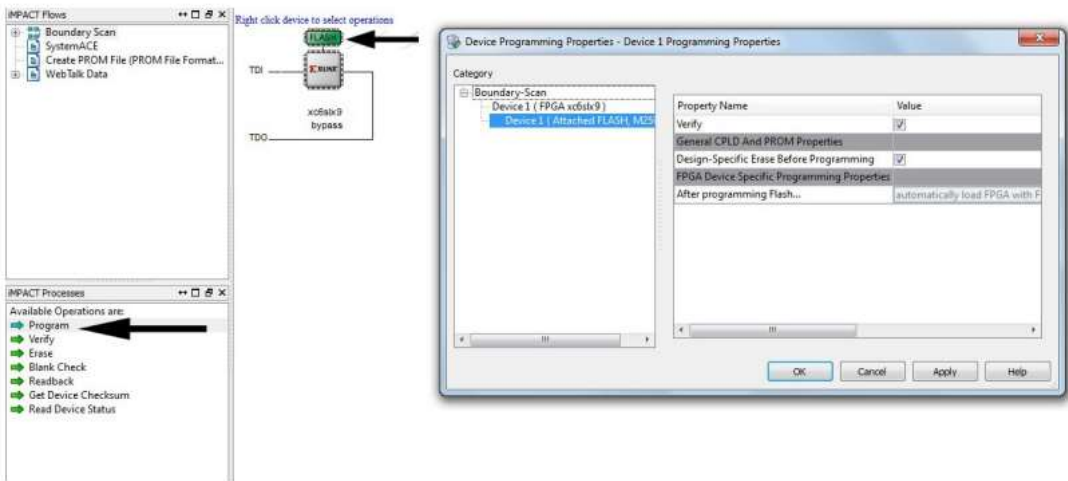 iMPACT Flows
Boundary Scan
SystemACE
Create PROM File (PROM File Format...
WebTalk Data
Right click device to select operations
FLASH
TDI
XILINX
xc6slx9
bypass
TDO
iMPACT Processes
Available Operations are:
Program
Verify
Erase
Blank Check
Readback
Get Device Checksum
Read Device Status
Device Programming Properties - Device 1 Programming Properties
Category
Boundary-Scan
Device 1 ( FPGA xc6slx9 )
Device 1 ( Attached FLASH, M25
Property Name Value
Verify
General CPLD And PROM Properties
Design-Specific Erase Before Programming
FPGA Device Specific Programming Properties
After programming Flash... automatically load FPGA with F
OK Cancel Apply Help